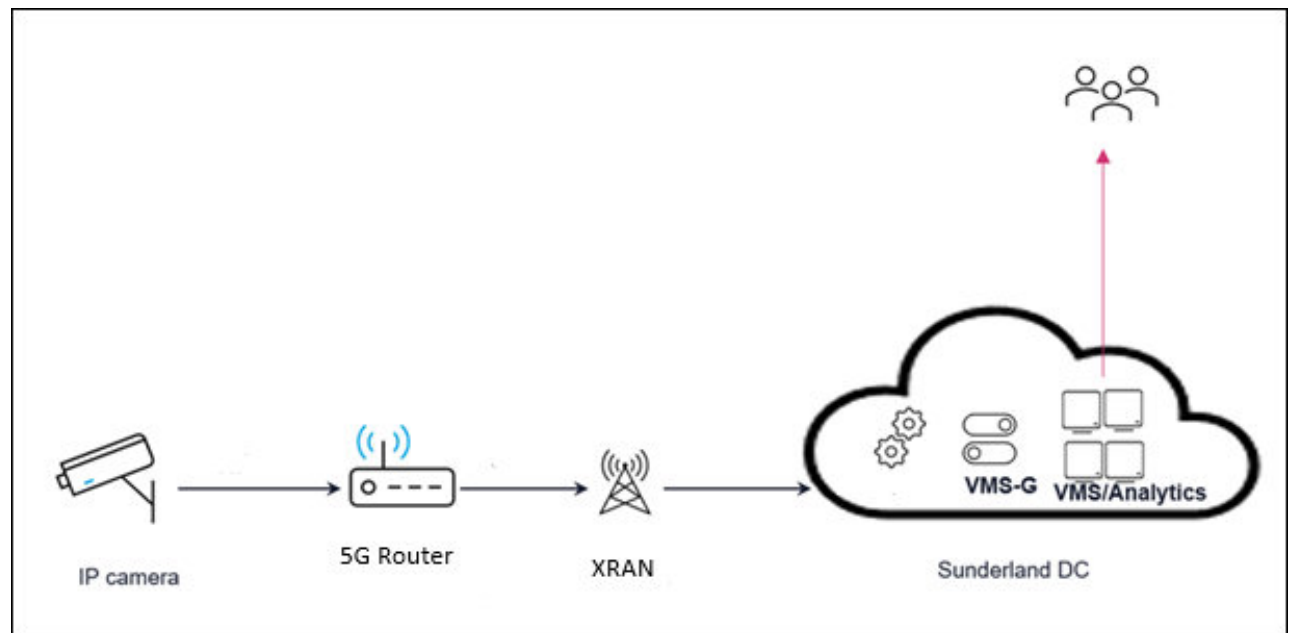 VMS-G
VMS/Analytics
IP camera
5G Router
XRAN
Sunderland DC